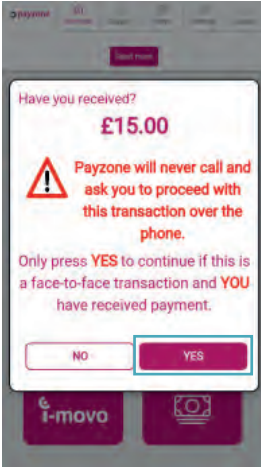 payzone
Read more
Have you received?
£15.00
Payzone will never call and
ask you to proceed with
this transaction over the
phone.
Only press YES to continue if this is
a face-to-face transaction and YOU
have received payment.
NO
YES
i-movo